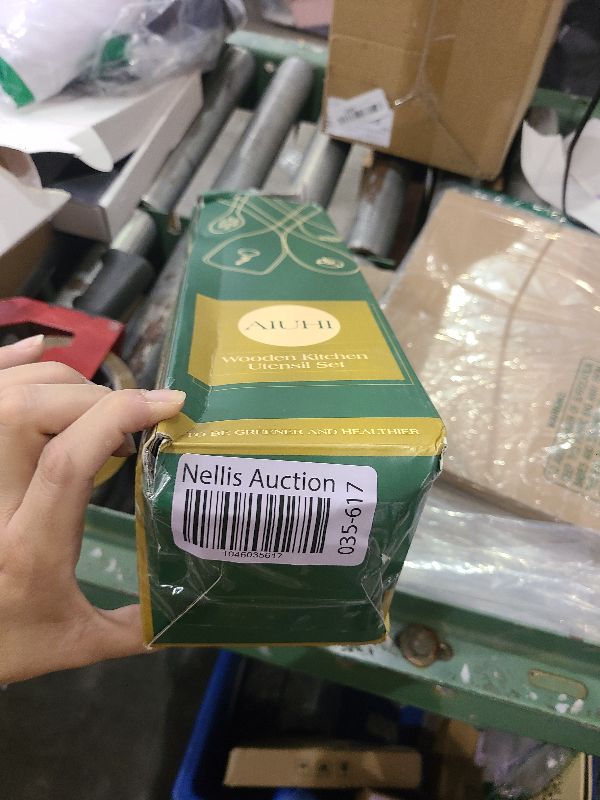 AIUHI
Wooden Kitchen
Utensil Set
TO BE GREENER AND HEALTHIER
Nellis Auction
1046035617
035-617